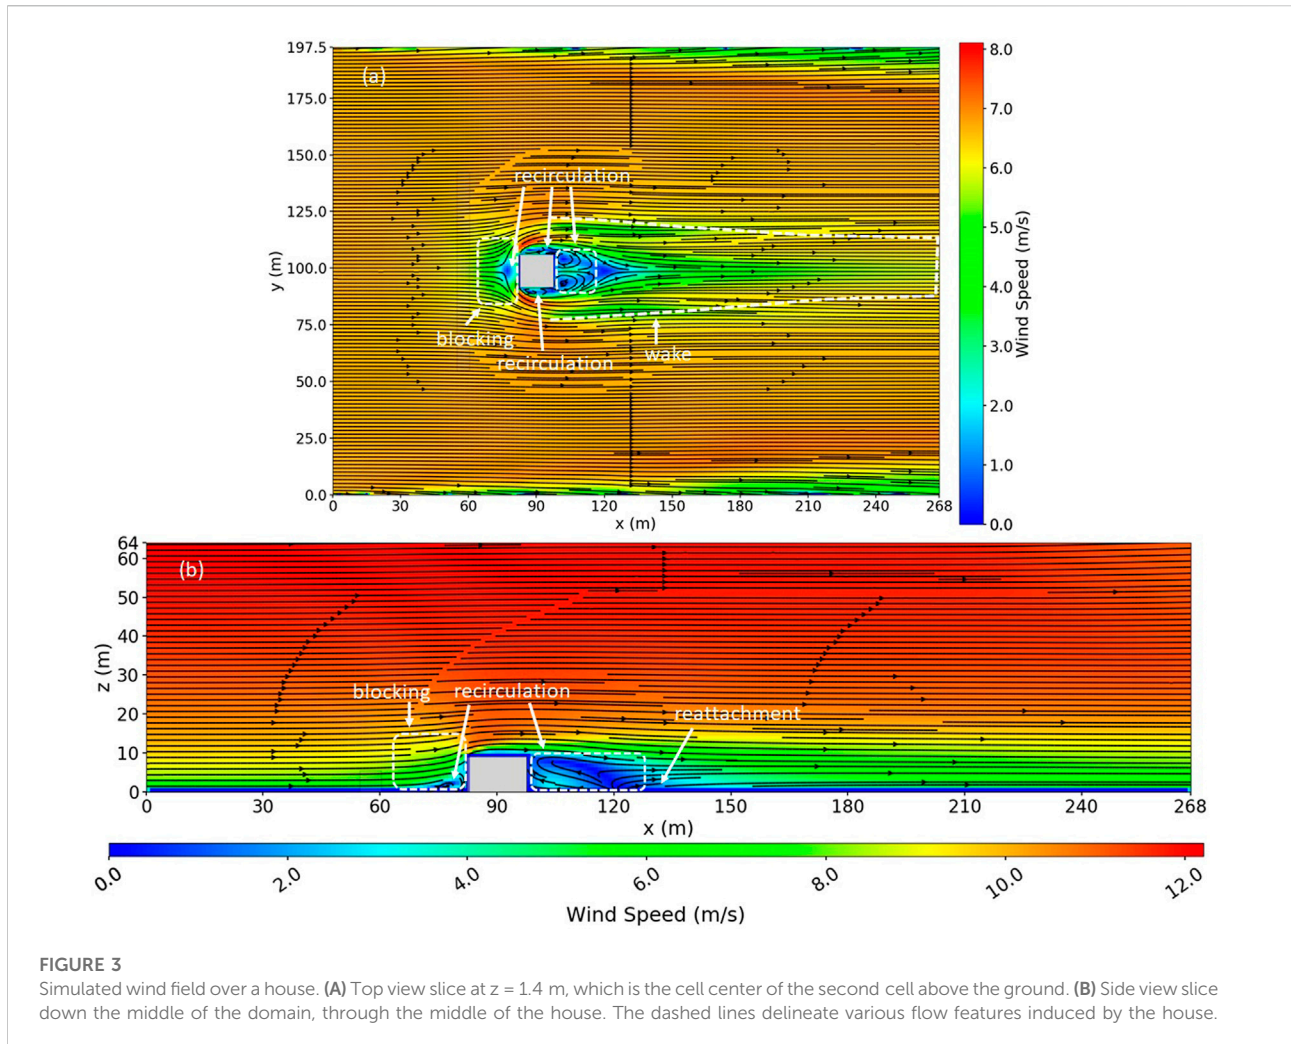 197.5
175.0
150.0
125.0
100.0
75.0
50.0
25.0
0.0
y (m)
(a)
recirculation
blocking
recirculation
wake
0 30 60 90 120 150 180 210 240 268
x (m)
8.0
7.0
6.0
5.0
4.0
3.0
2.0
1.0
0.0
Wind Speed (m/s)
64
60
50
40
30
20
10
0
z (m)
(b)
blocking
recirculation
reattachment
0 30 60 90 120 150 180 210 240 268
x (m)
0.0 2.0 4.0 6.0 8.0 10.0 12.0
Wind Speed (m/s)
FIGURE 3
Simulated wind field over a house. (A) Top view slice at z = 1.4 m, which is the cell center of the second cell above the ground. (B) Side view slice
down the middle of the domain, through the middle of the house. The dashed lines delineate various flow features induced by the house.